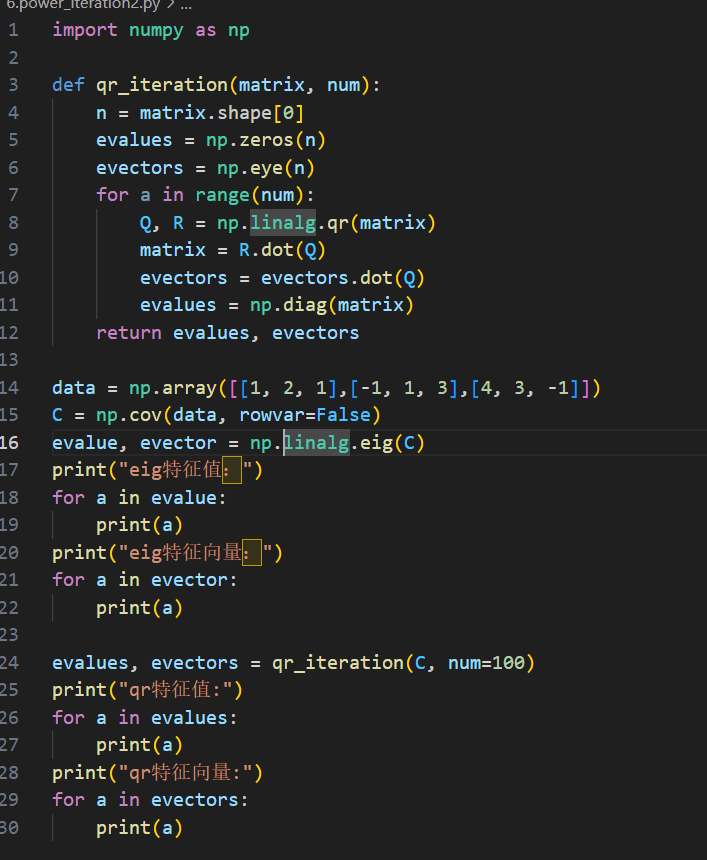 6.power_iteration2.py > ...
1 import numpy as np
2
3 def qr_iteration(matrix, num):
4     n = matrix.shape[0]
5     evalues = np.zeros(n)
6     evectors = np.eye(n)
7     for a in range(num):
8         Q, R = np.linalg.qr(matrix)
9         matrix = R.dot(Q)
10         evectors = evectors.dot(Q)
11         evalues = np.diag(matrix)
12     return evalues, evectors
13
14 data = np.array([[1, 2, 1],[-1, 1, 3],[4, 3, -1]])
15 C = np.cov(data, rowvar=False)
16 evalue, evector = np.linalg.eig(C)
17 print("eig特征值：")
18 for a in evalue:
19     print(a)
20 print("eig特征向量：")
21 for a in evector:
22     print(a)
23
24 evalues, evectors = qr_iteration(C, num=100)
25 print("qr特征值:")
26 for a in evalues:
27     print(a)
28 print("qr特征向量:")
29 for a in evectors:
30     print(a)